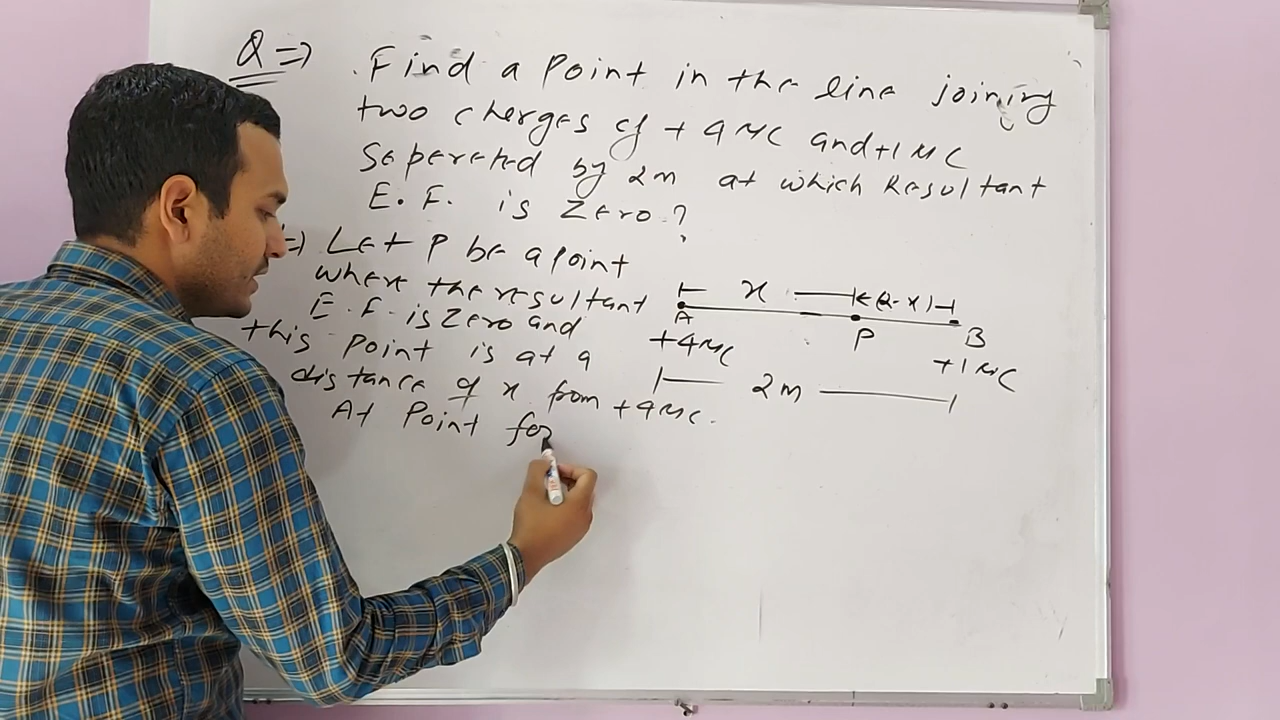 Q=>
Find a Point in the line joining
two cherges of +4μC and +1μC
Seperated by 2m at which Resultant
E.F. is Zero.?
=> Let P be a point
where the resultant
E.F. is Zero and
this point is at a
distance of x from +4μC.
At Point for
x (2-x)
A P B
+4μC +1μC
2m